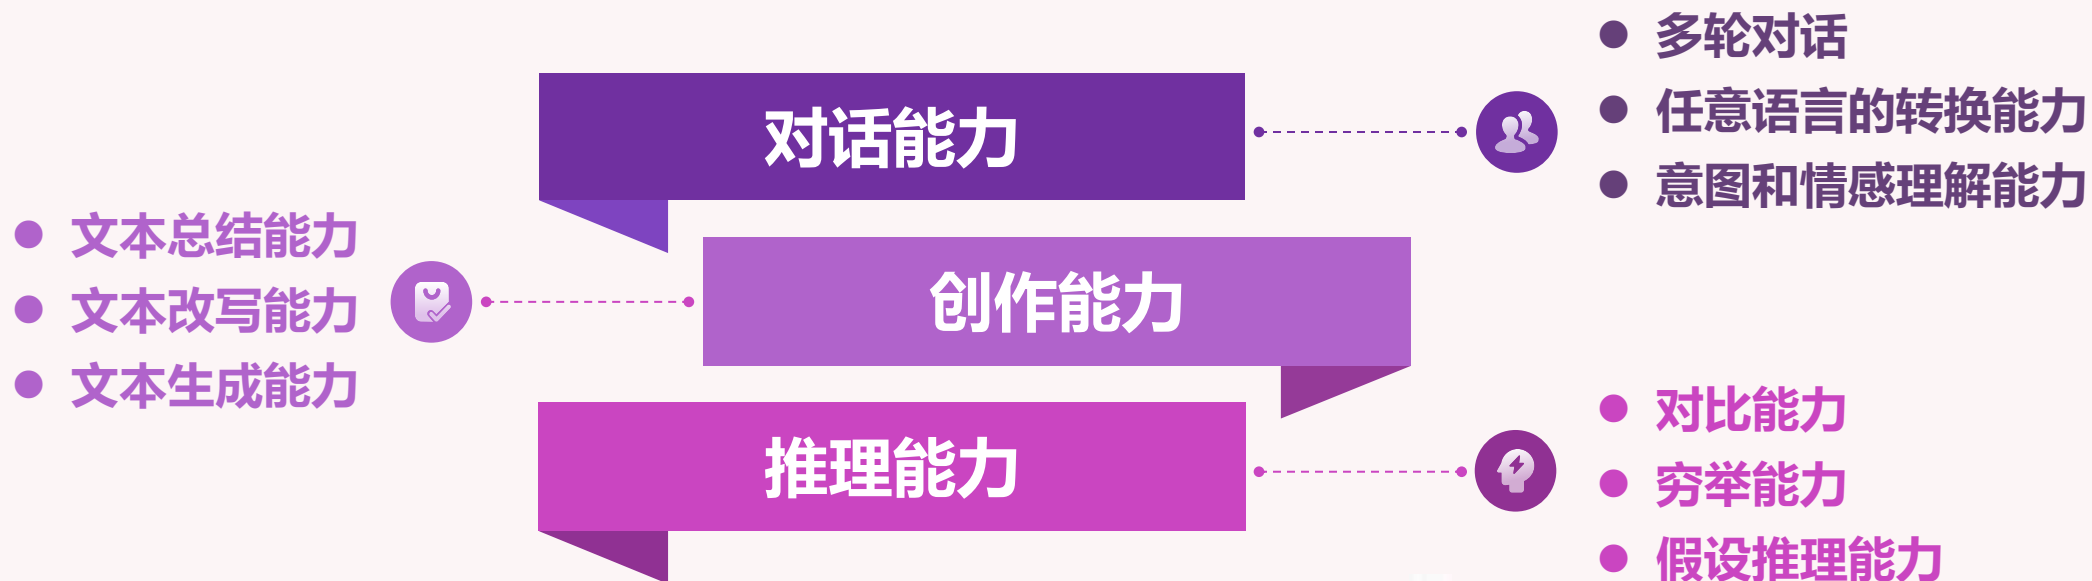 对话能力
多轮对话
任意语言的转换能力
意图和情感理解能力
创作能力
文本总结能力
文本改写能力
文本生成能力
推理能力
对比能力
穷举能力
假设推理能力